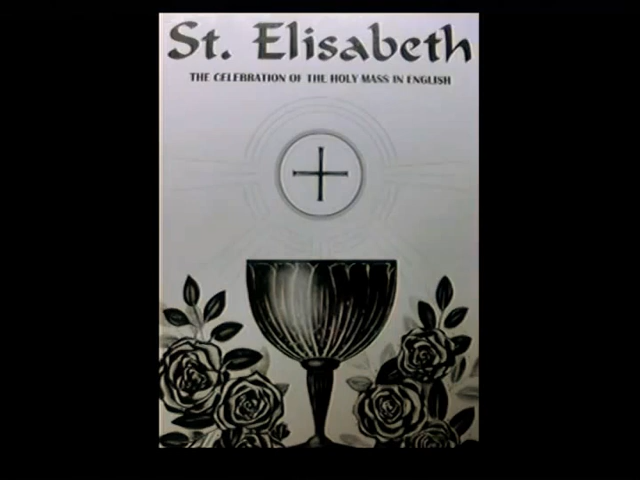 St. Elisabeth
THE CELEBRATION OF THE HOLY MASS IN ENGLISH